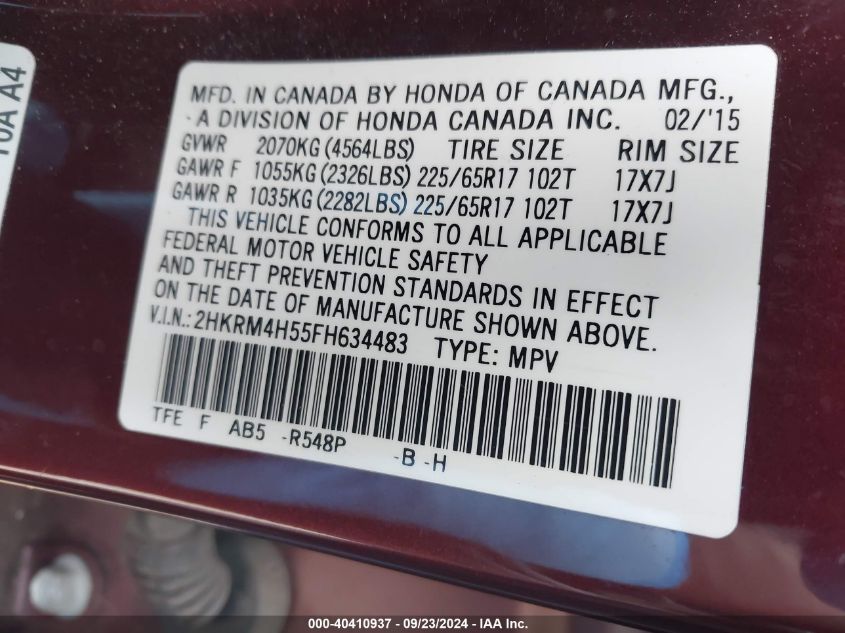 10A A4
MFD. IN CANADA BY HONDA OF CANADA MFG.,
A DIVISION OF HONDA CANADA INC. 02/'15
GVWR 2070KG (4564LBS) TIRE SIZE RIM SIZE
GAWR F 1055KG (2326LBS) 225/65R17 102T 17X7J
GAWR R 1035KG (2282LBS) 225/65R17 102T 17X7J
THIS VEHICLE CONFORMS TO ALL APPLICABLE
FEDERAL MOTOR VEHICLE SAFETY
AND THEFT PREVENTION STANDARDS IN EFFECT
ON THE DATE OF MANUFACTURE SHOWN ABOVE.
V.I.N.: 2HKRM4H55FH634483 TYPE: MPV
TFE F AB5 -R548P -B -H
000-40410937 - 09/23/2024 - IAA Inc.